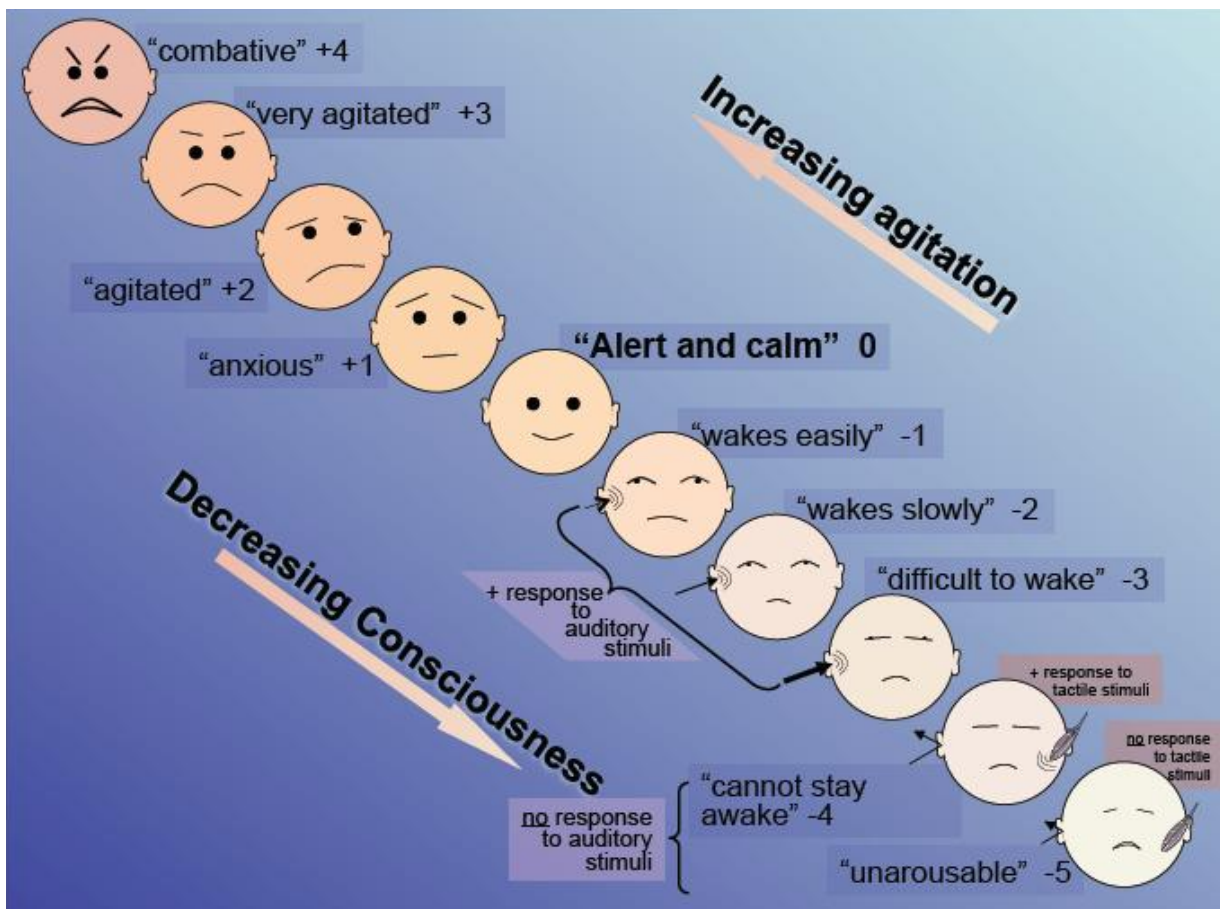 “combative” +4
“very agitated” +3
Increasing agitation
“agitated” +2
“anxious” +1
“Alert and calm” 0
“wakes easily” -1
“wakes slowly” -2
“difficult to wake” -3
Decreasing Consciousness
+ response
to
auditory
stimuli
+ response to
tactile stimuli
no response
to tactile
stimuli
“cannot stay
awake” -4
no response
to auditory
stimuli
“unarousable” -5